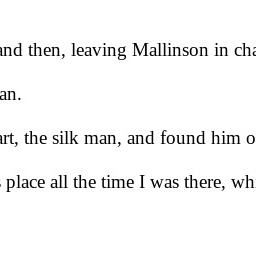 and then, leaving Mallinson in cha
an.
art, the silk man, and found him o
place all the time I was there, wh